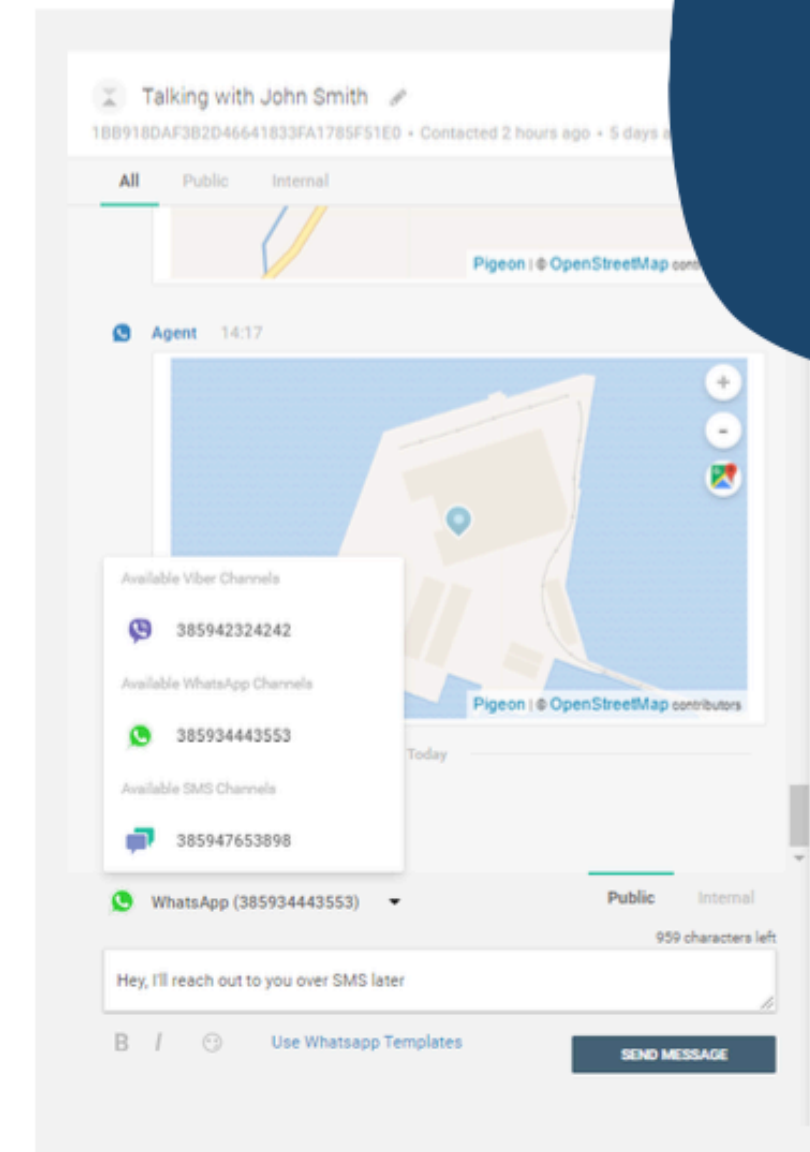 Talking with John Smith
1BB918DAF3B2D46641833FA1785F51E0 • Contacted 2 hours ago • 5 days
All Public Internal
Pigeon | © OpenStreetMap
Agent 14:17
+
-
Pigeon | © OpenStreetMap contributors
Available Viber Channels
385942324242
Available WhatsApp Channels
385934443553
Today
Available SMS Channels
385947653898
WhatsApp (385934443553)
Public Internal
959 characters left
Hey, I'll reach out to you over SMS later
B I
Use Whatsapp Templates
SEND MESSAGE